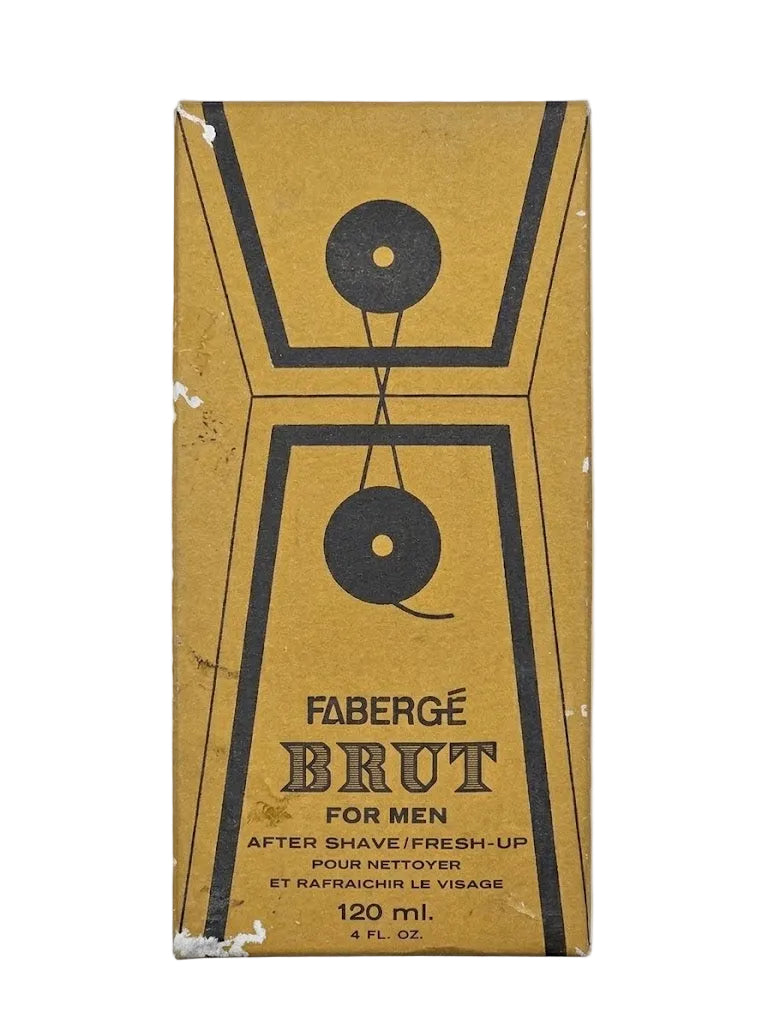 FABERGÉ
BRUT
FOR MEN
AFTER SHAVE/FRESH-UP
POUR NETTOYER
ET RAFRAICHIR LE VISAGE
120 ml.
4 FL. OZ.